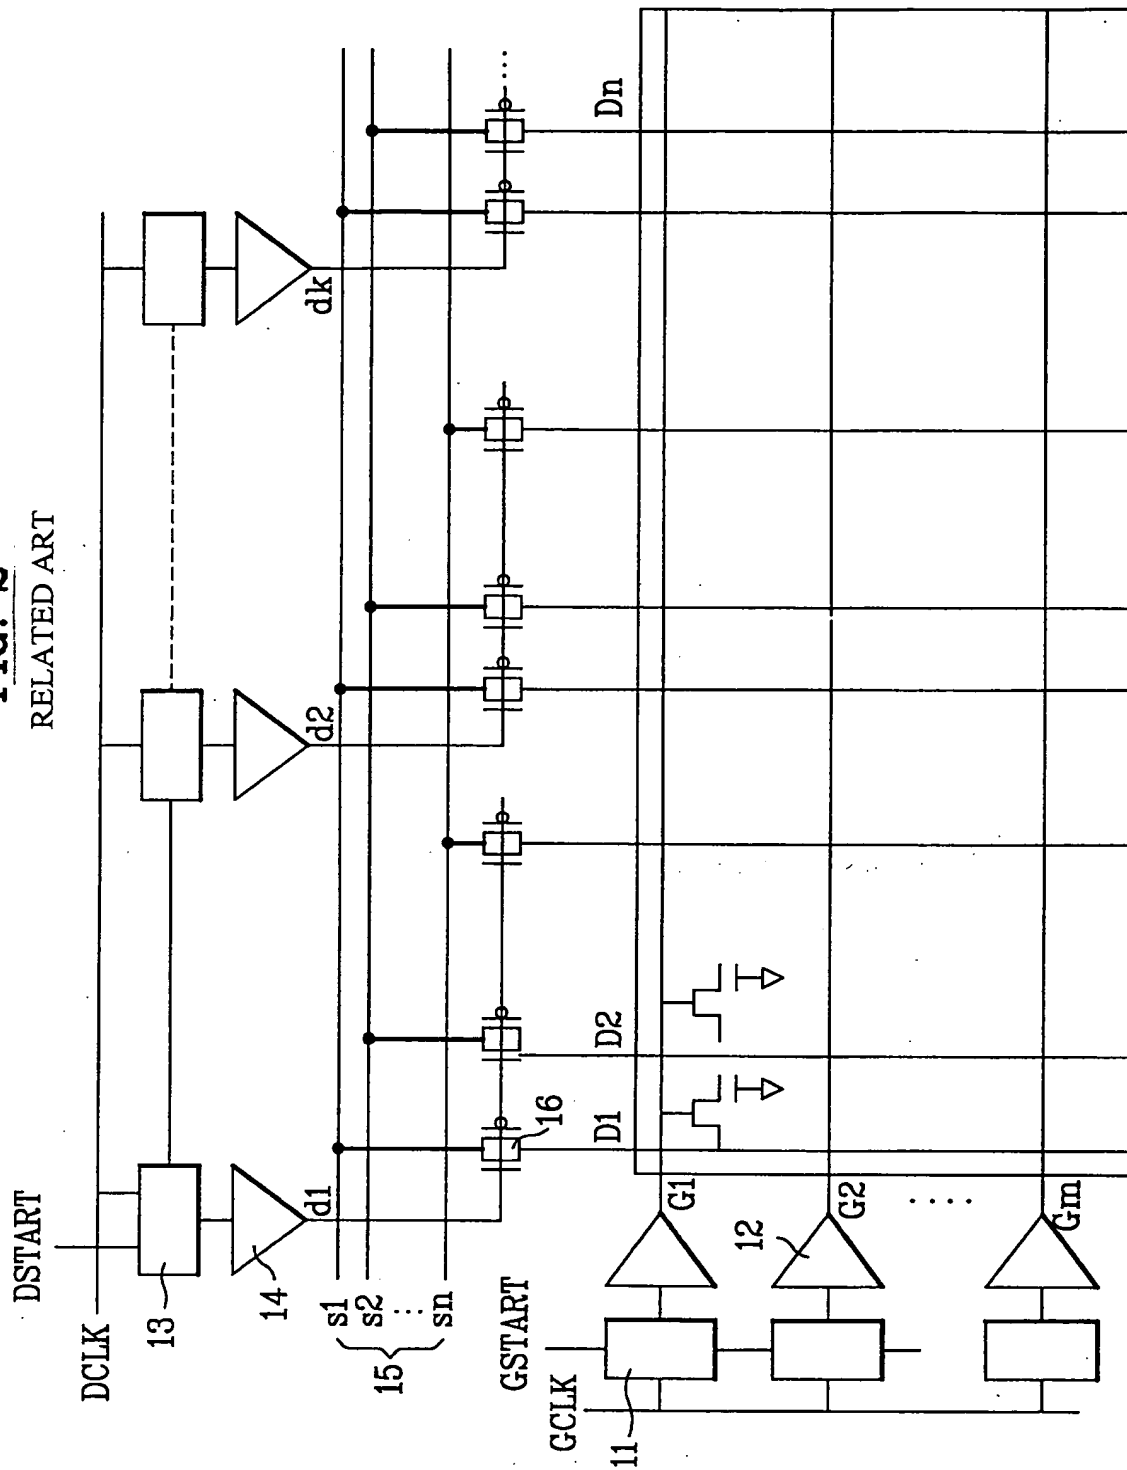 RELATED ART
DSTART
DCLK
13
14
d1
d2
dk
s1
s2
sn
15
16
D1
D2
Dn
GSTART
GCLK
11
12
G1
G2
Gm